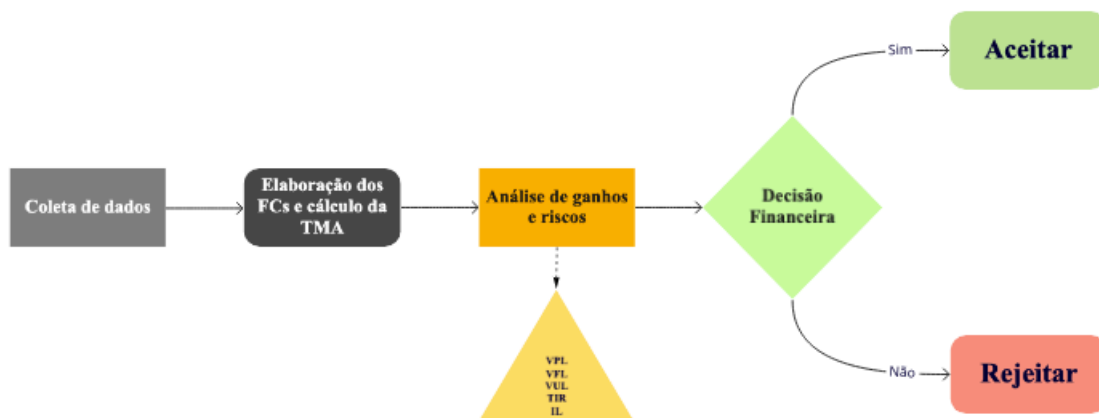 Coleta de dados
Elaboração dos
FCs e cálculo da
TMA
Análise de ganhos
e riscos
VPL
VFL
VUL
TIR
IL
Decisão
Financeira
Sim
Aceitar
Não
Rejeitar